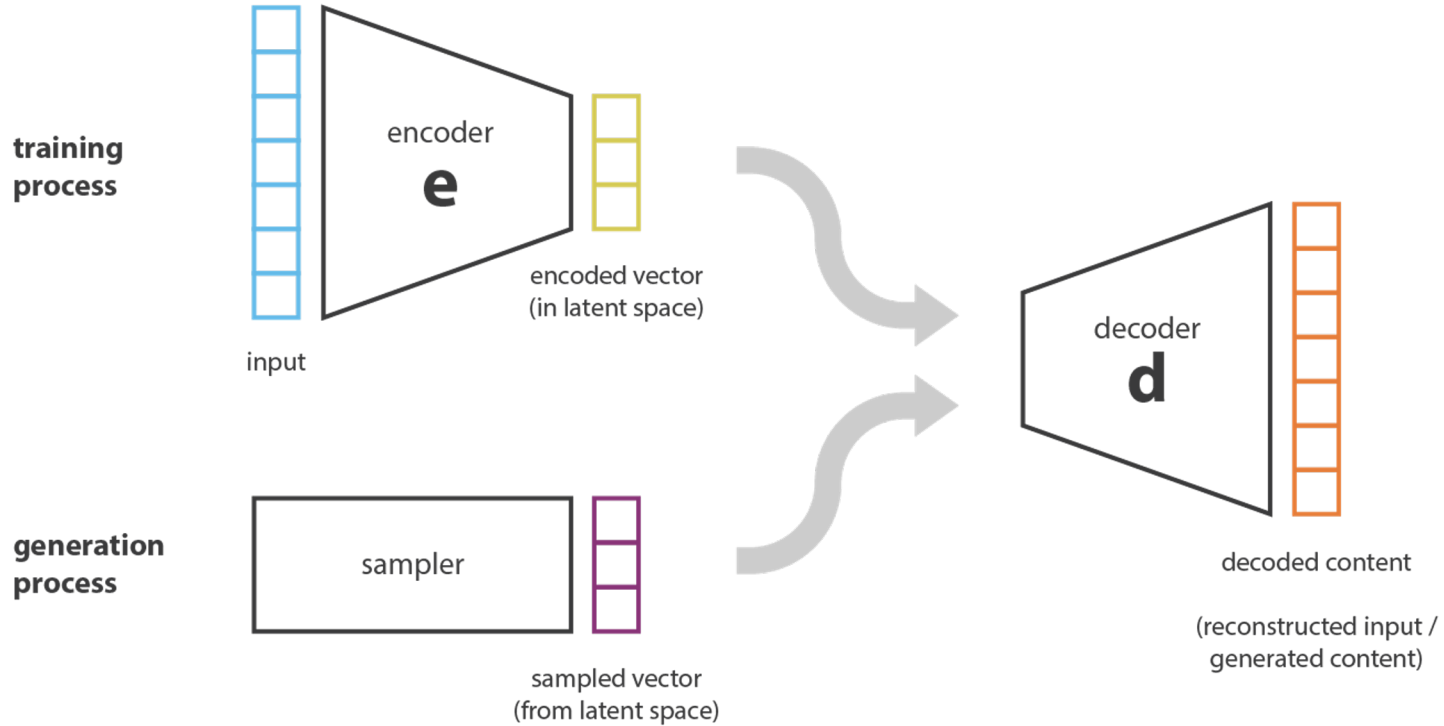 training
process
encoder
e
encoded vector
(in latent space)
input
decoder
d
generation
process
sampler
sampled vector
(from latent space)
decoded content
(reconstructed input /
generated content)